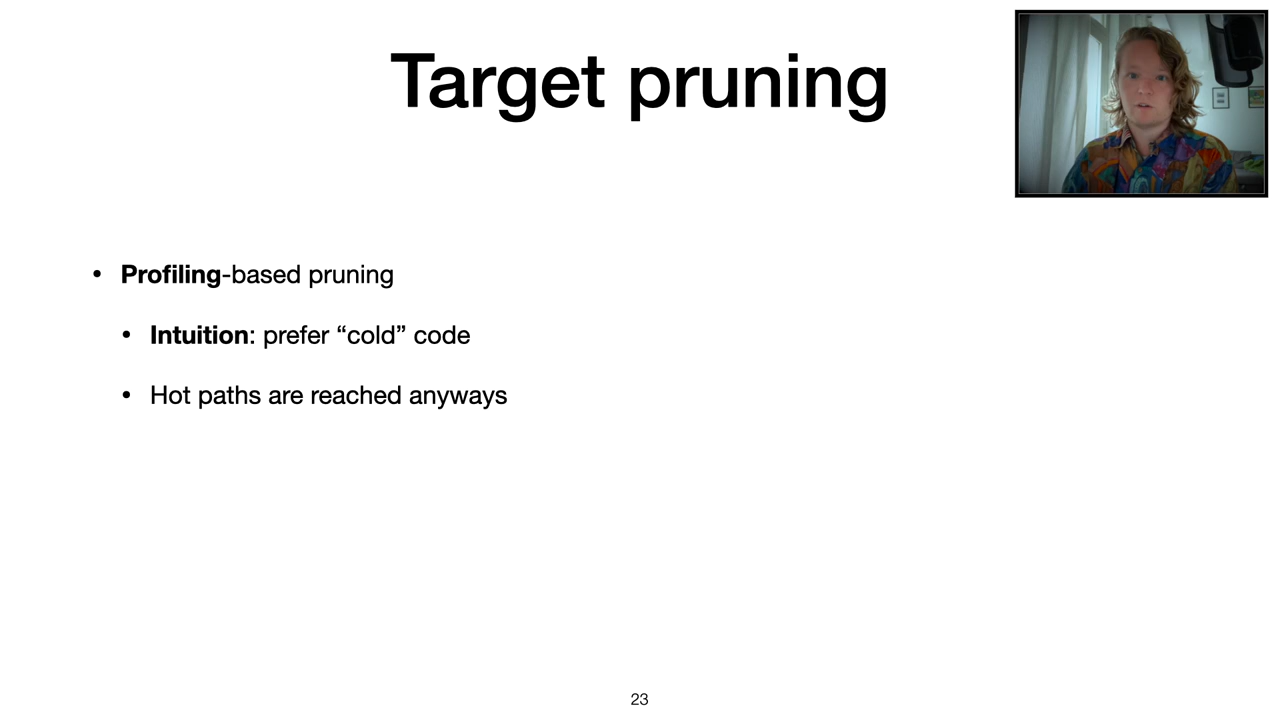 Target pruning
• Profiling-based pruning
• Intuition: prefer “cold” code
• Hot paths are reached anyways
23